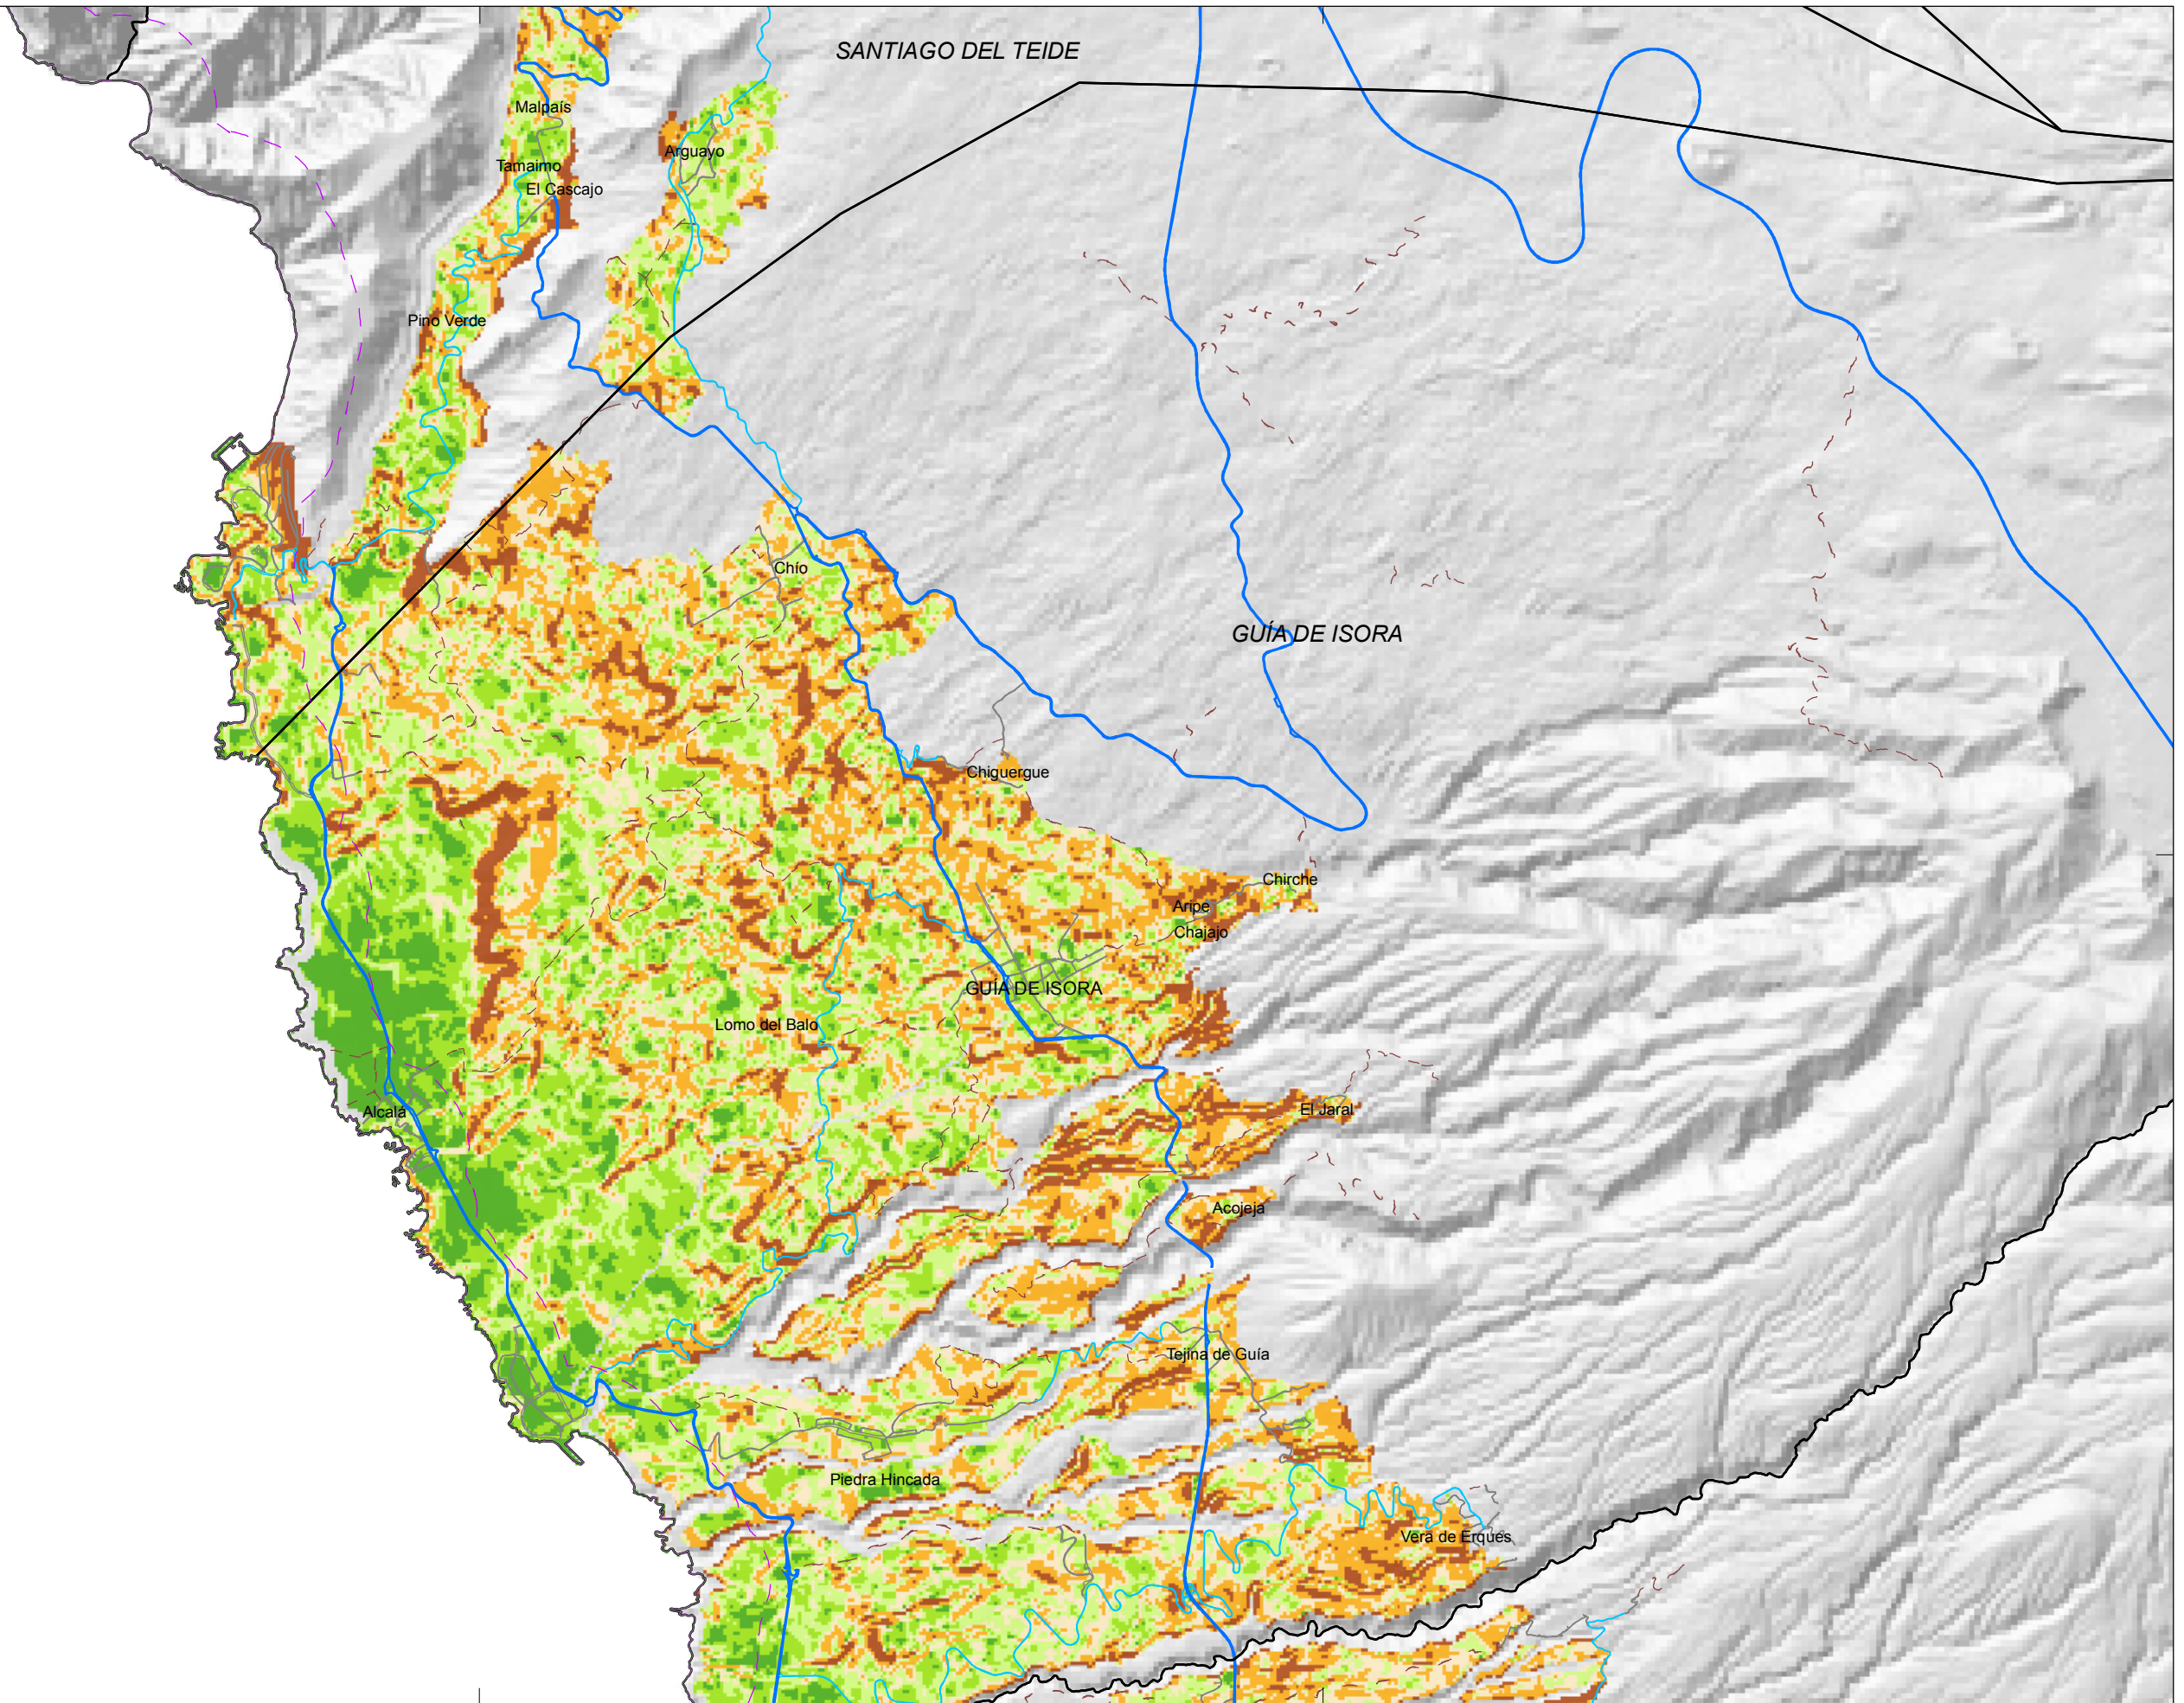 SANTIAGO DEL TEIDE
Malpaís
Arguayo
Tamaimo
El Cascajo
Pino Verde
Chío
GUÍA DE ISORA
Chiguergue
Chirche
Aripe
Chajajo
GUÍA DE ISORA
Lomo del Balo
Alcalá
El Jaral
Acojeja
Tejina de Guía
Piedra Hincada
Vera de Erques